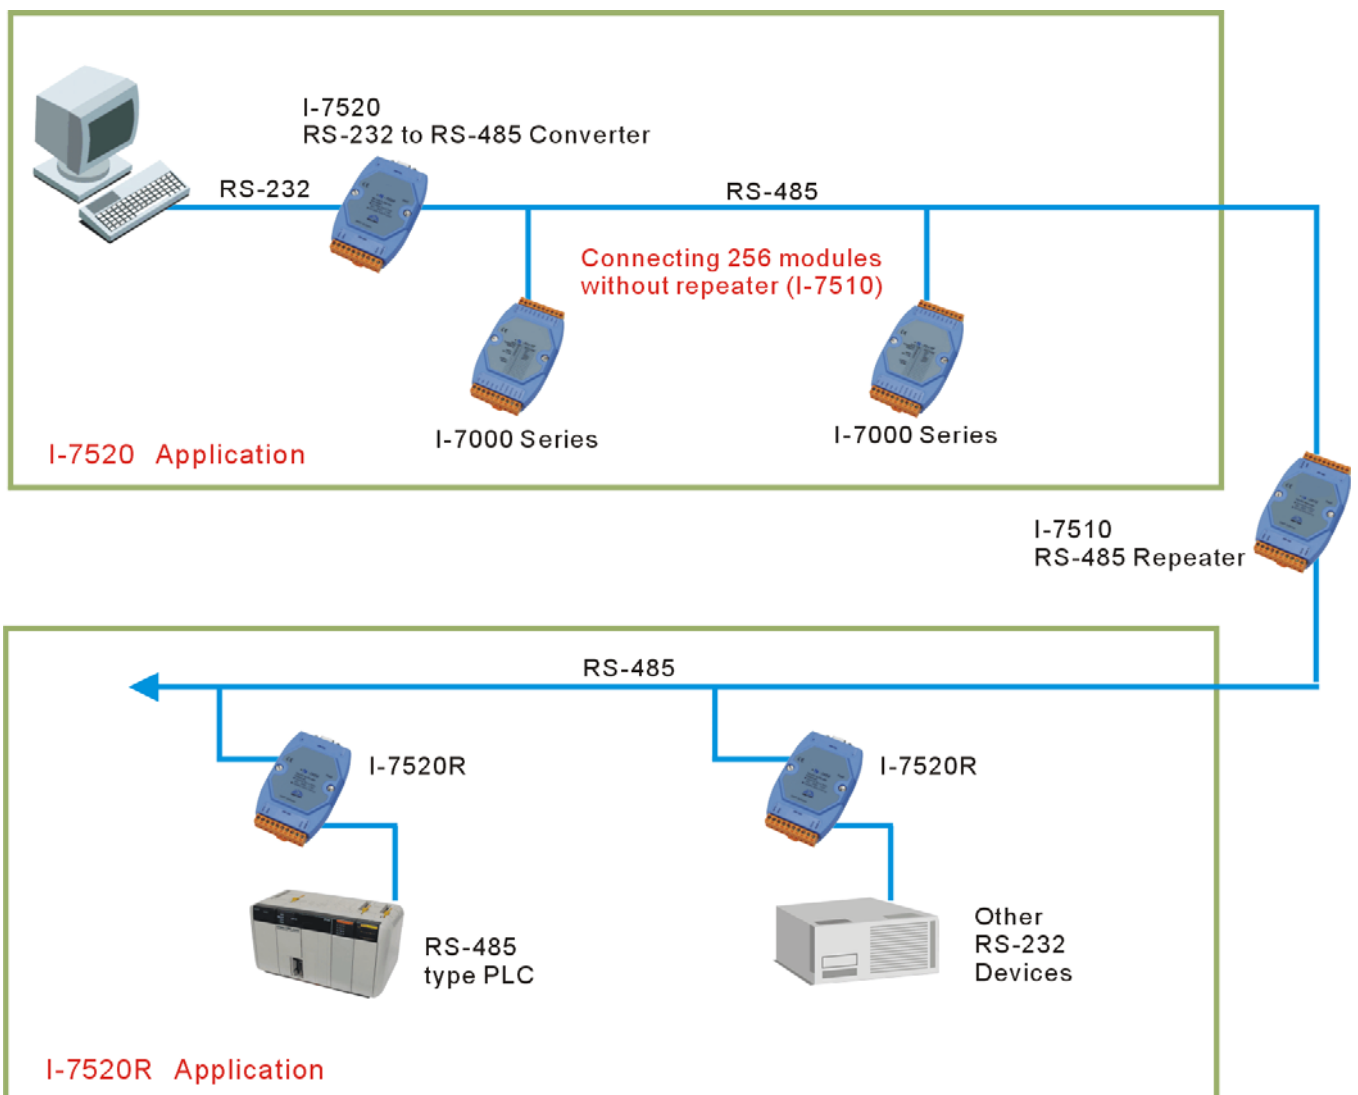 I-7520
RS-232 to RS-485 Converter
RS-232
RS-485
Connecting 256 modules
without repeater (I-7510)
I-7000 Series
I-7000 Series
I-7520 Application
I-7510
RS-485 Repeater
RS-485
I-7520R
I-7520R
RS-485
type PLC
Other
RS-232
Devices
I-7520R Application